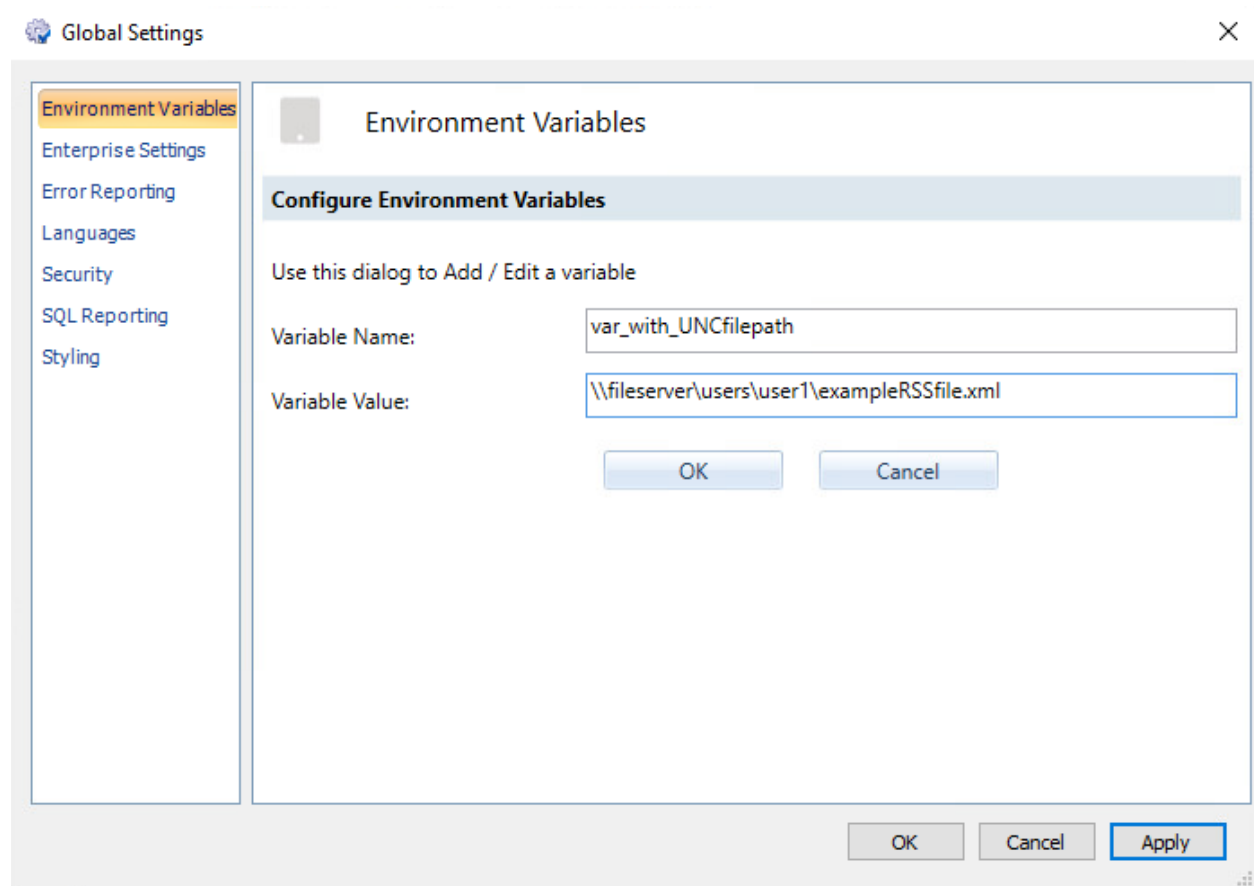 Global Settings
Environment Variables
Enterprise Settings
Error Reporting
Languages
Security
SQL Reporting
Styling
Environment Variables
Configure Environment Variables
Use this dialog to Add / Edit a variable
Variable Name:
var_with_UNCfilepath
Variable Value:
\\fileserver\users\user1\exampleRSSfile.xml
OK Cancel
OK Cancel Apply